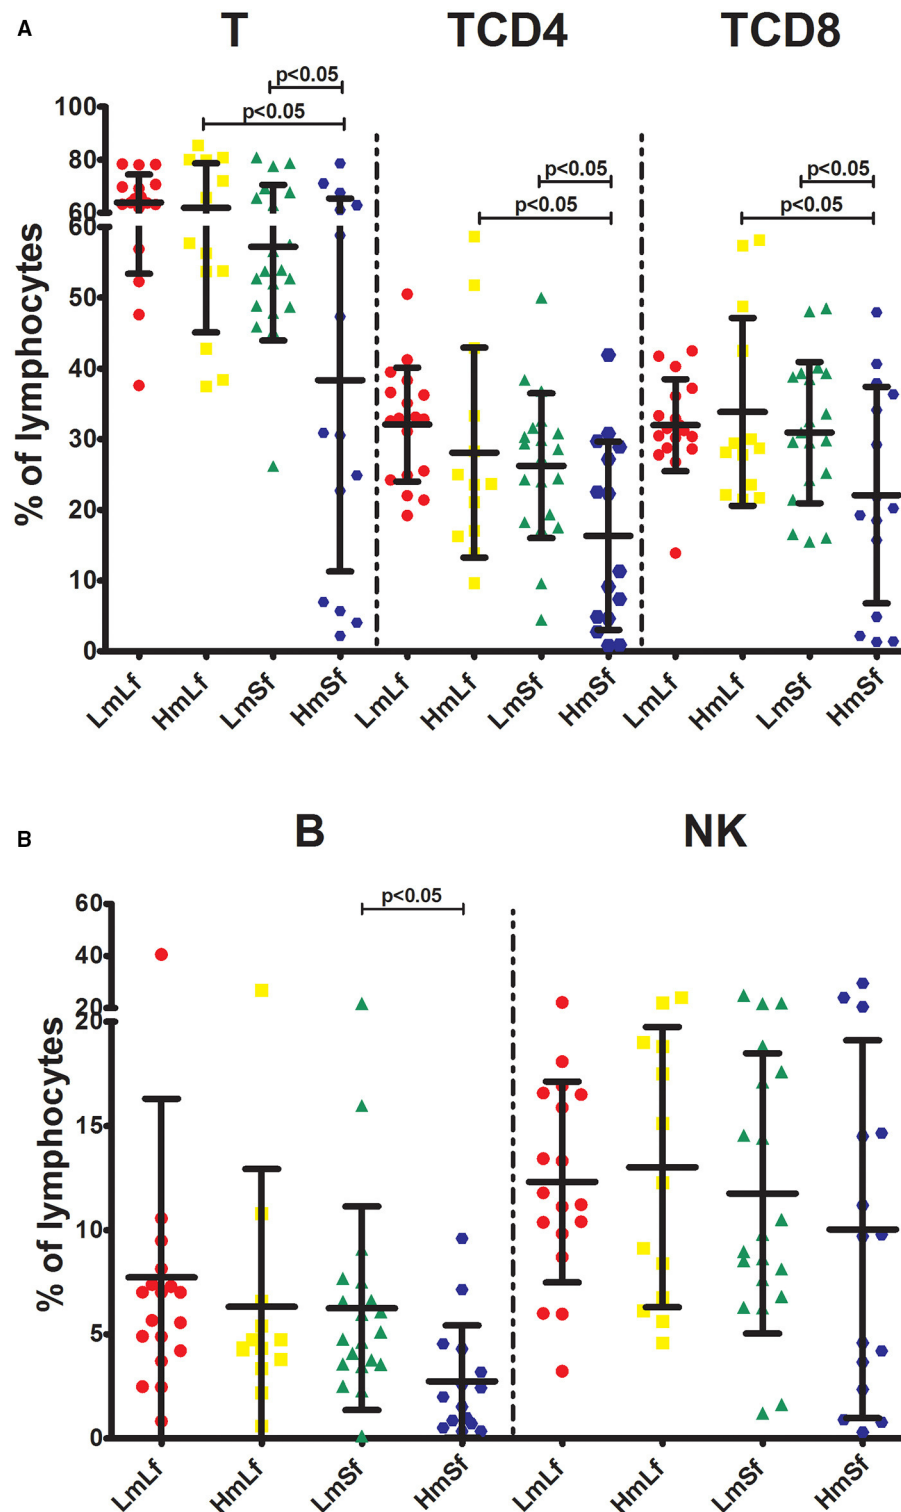 A
T TCD4 TCD8
p<0.05
p<0.05
p<0.05 p<0.05
p<0.05 p<0.05
% of lymphocytes
100
80
60
60
50
40
30
20
10
0
LmLf HmLf LmSf HmSf LmLf HmLf LmSf HmSf LmLf HmLf LmSf HmSf
B
B NK
p<0.05
% of lymphocytes
60
40
20
20
15
10
5
0
LmLf HmLf LmSf HmSf LmLf HmLf LmSf HmSf